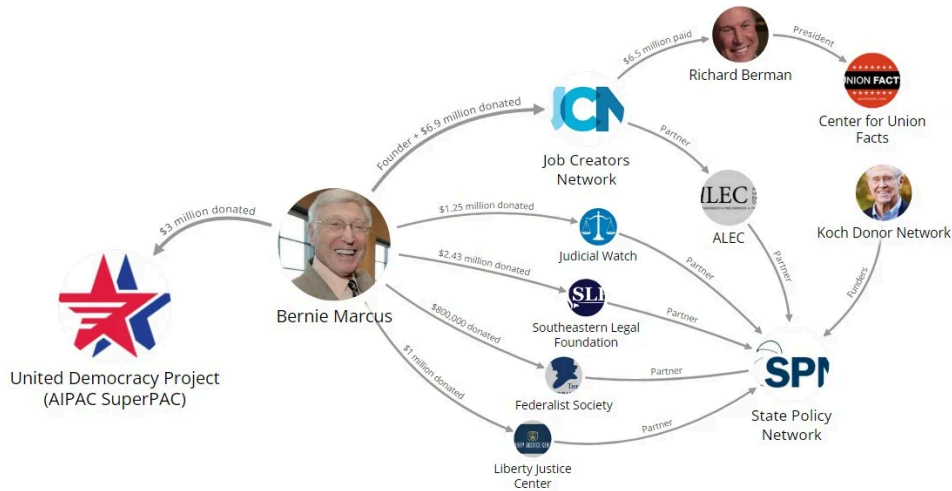 $6.5 million paid
President
Richard Berman
UNION FACTS
Center for Union
Facts
Founder + $6.9 million donated
JCN
Job Creators
Network
Partner
$3 million donated
$1.25 million donated
ALEC
ALEC
Koch Donor Network
Judicial Watch
Partner
Partner
Funders
$2.43 million donated
SLF
Bernie Marcus
Southeastern Legal
Foundation
Partner
$800,000 donated
United Democracy Project
(AIPAC SuperPAC)
Federalist Society
Partner
SPN
State Policy
Network
$1 million donated
Partner
Liberty Justice
Center